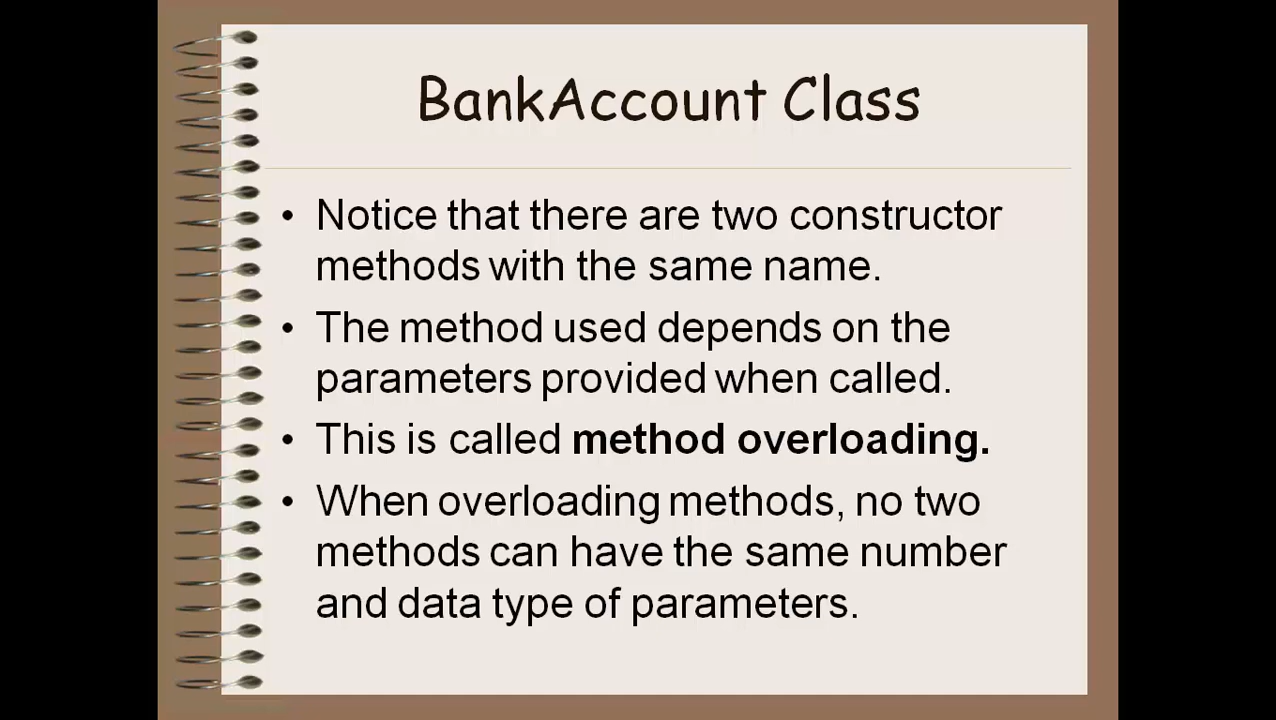 BankAccount Class
• Notice that there are two constructor
methods with the same name.
• The method used depends on the
parameters provided when called.
• This is called method overloading.
• When overloading methods, no two
methods can have the same number
and data type of parameters.